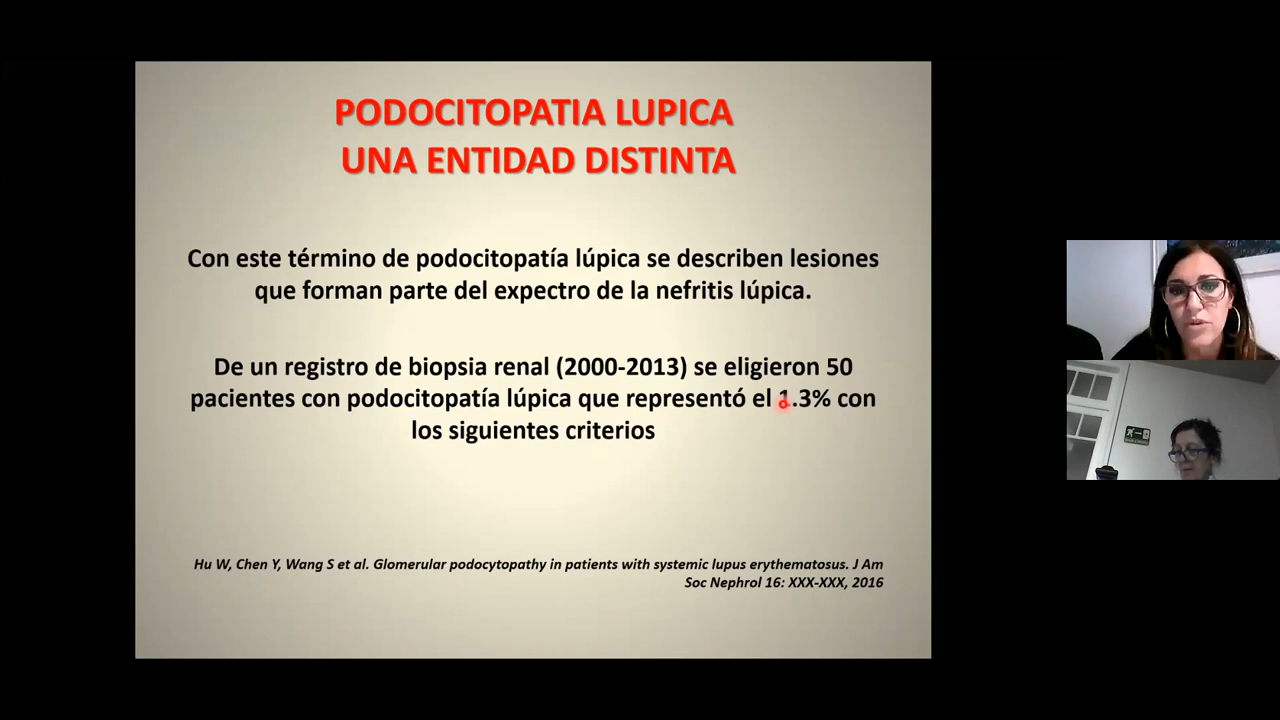 PODOCITOPATIA LUPICA
UNA ENTIDAD DISTINTA
Con este término de podocitopatía lúpica se describen lesiones
que forman parte del expectro de la nefritis lúpica.
De un registro de biopsia renal (2000-2013) se eligieron 50
pacientes con podocitopatía lúpica que representó el 1.3% con
los siguientes criterios
Hu W, Chen Y, Wang S et al. Glomerular podocytopathy in patients with systemic lupus erythematosus. J Am
Soc Nephrol 16: XXX-XXX, 2016